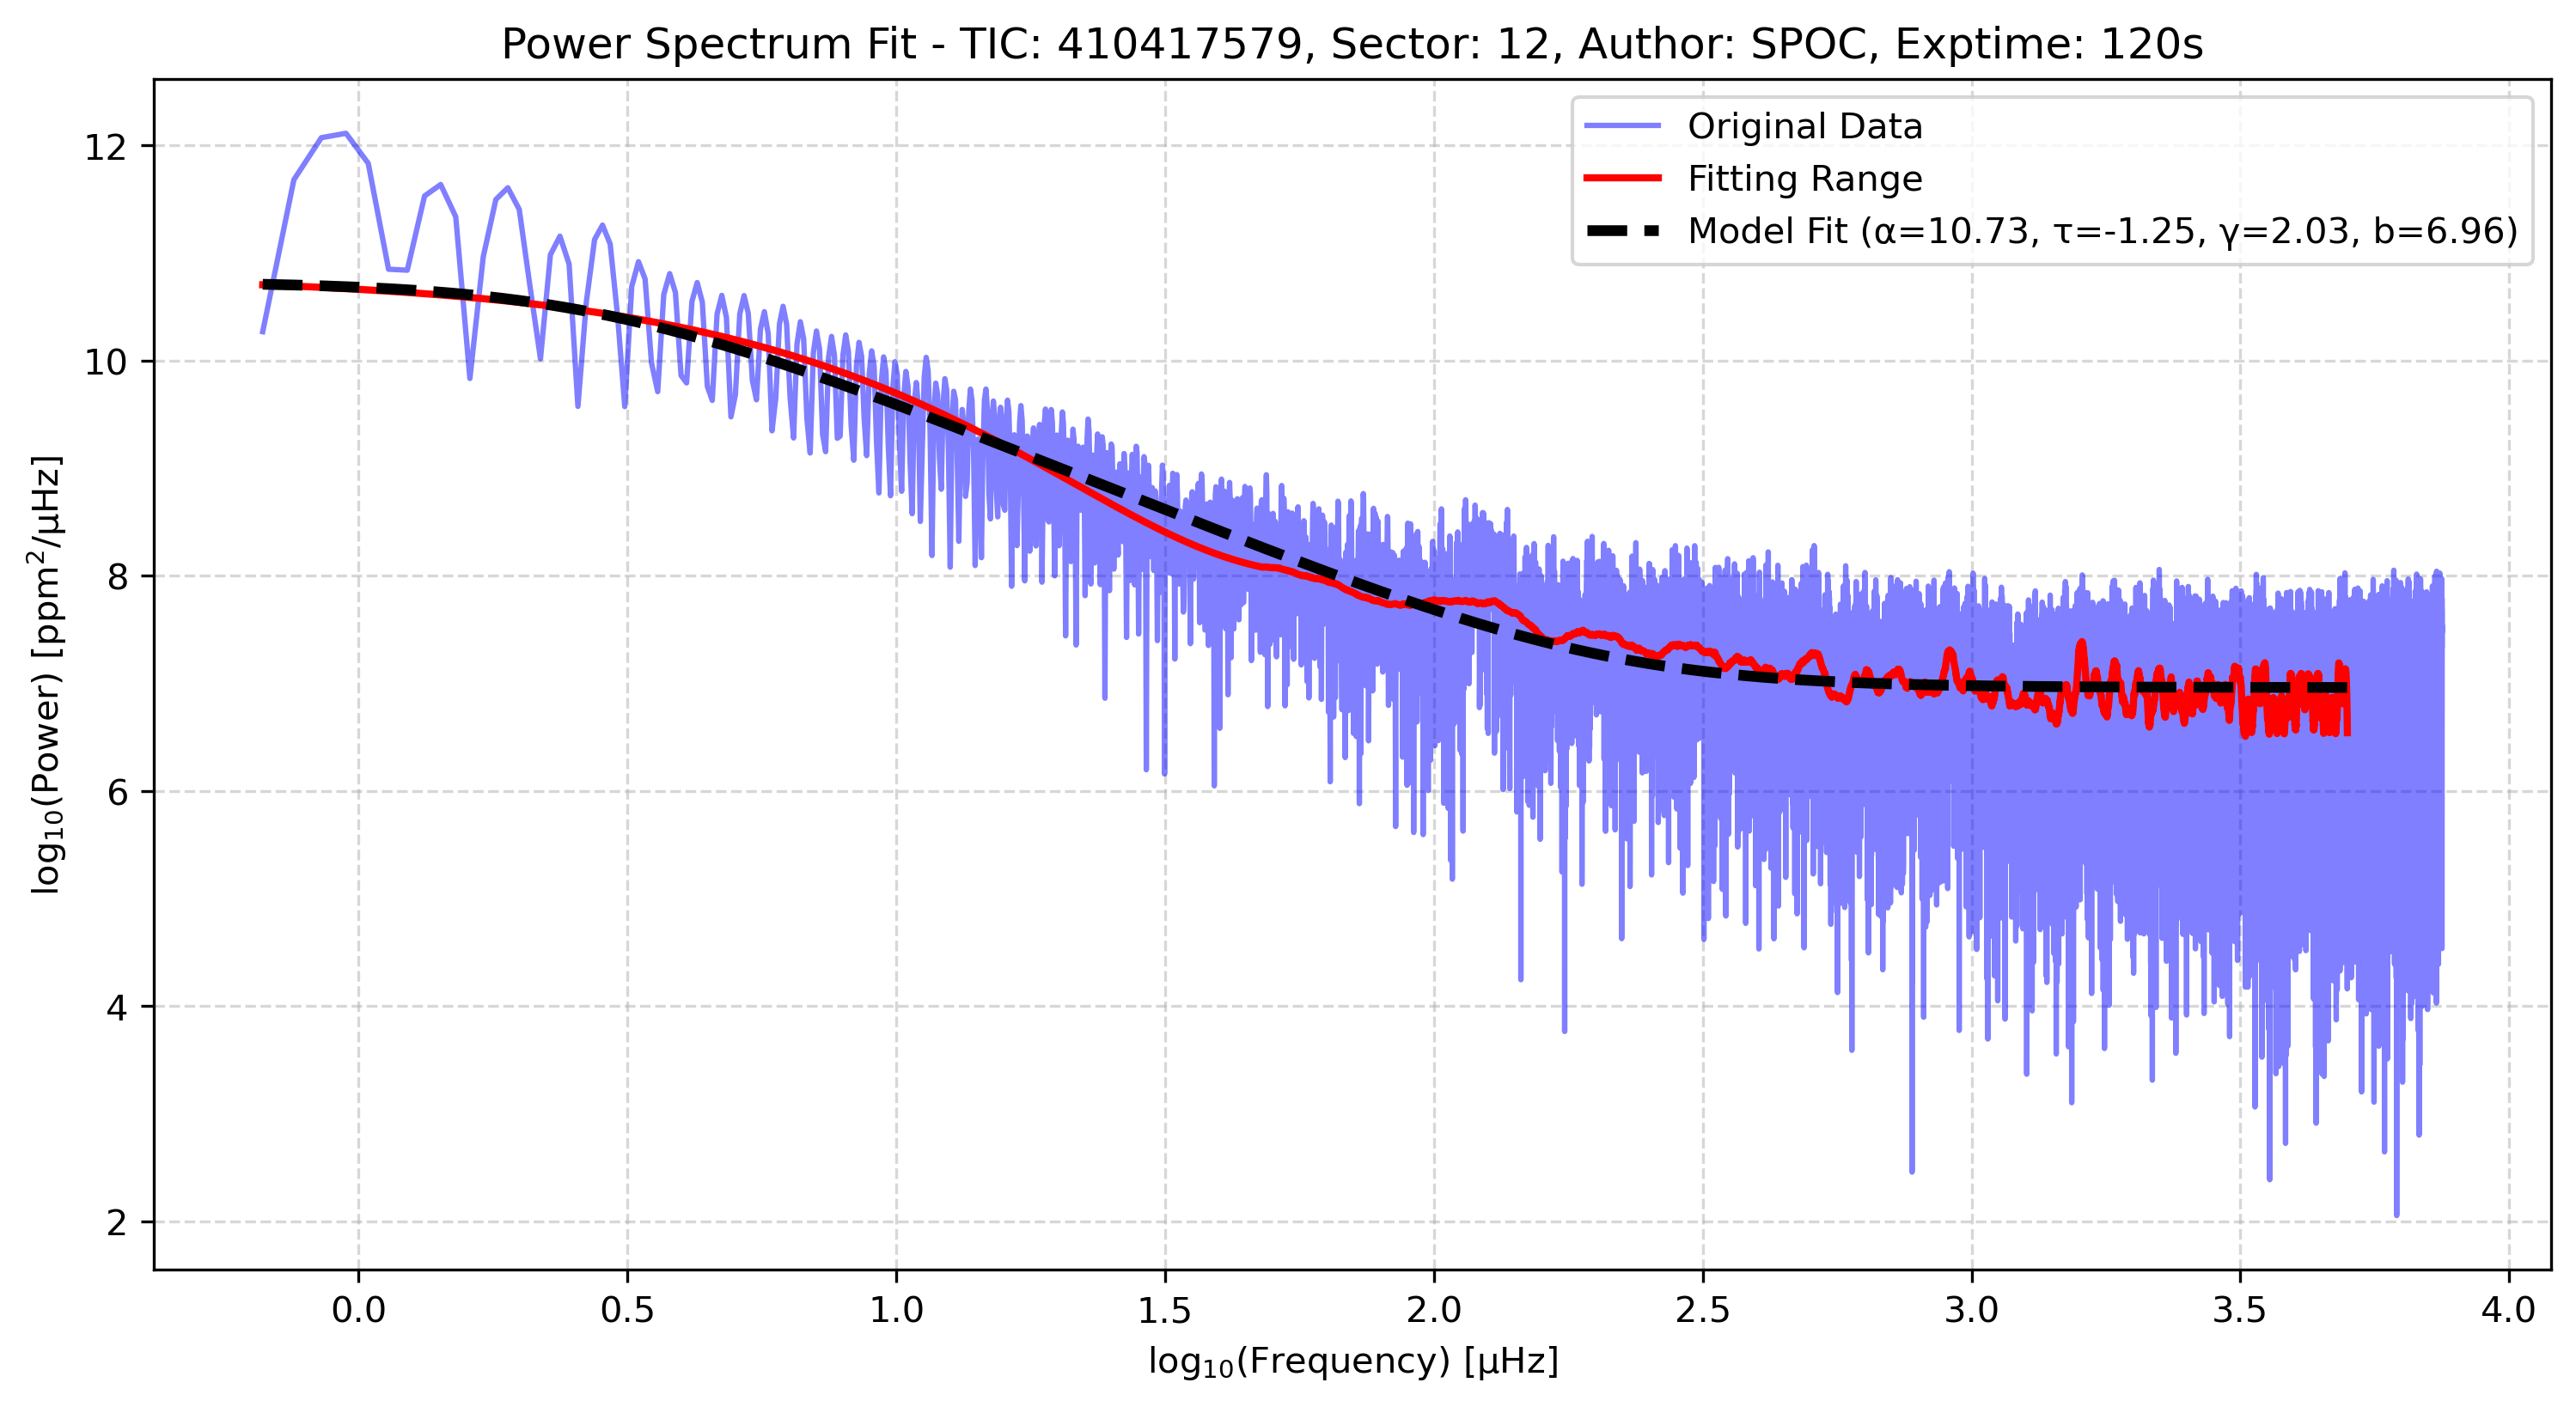 Power Spectrum Fit - TIC: 410417579, Sector: 12, Author: SPOC, Exptime: 120s
Original Data
Fitting Range
Model Fit (α=10.73, τ=-1.25, γ=2.03, b=6.96)
log₁₀(Power) [ppm²/μHz]
12
10
8
6
4
2
0.0 0.5 1.0 1.5 2.0 2.5 3.0 3.5 4.0
log₁₀(Frequency) [μHz]